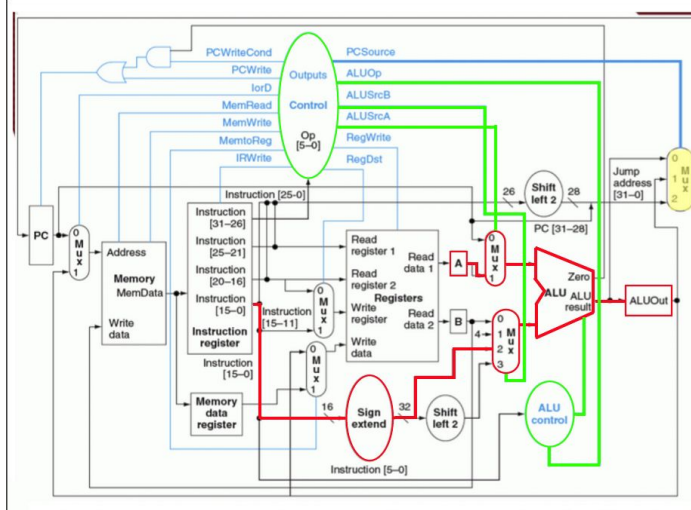 PCWriteCond
PCWrite
IorD
MemRead
MemWrite
MemtoReg
IRWrite
Outputs
Control
Op
[5–0]
PCSource
ALUOp
ALUSrcB
ALUSrcA
RegWrite
RegDst
PC
0
M
u
x
1
Address
Memory
MemData
Write
data
Instruction [25-0]
Instruction
[31–26]
Instruction
[25–21]
Instruction
[20–16]
Instruction
[15–0]
Instruction
register
Instruction
[15–0]
Memory
data
register
0
M
u
x
1
Instruction
[15–11]
0
M
u
x
1
Read
register 1
Read
register 2
Registers
Write
register
Write
data
Read
data 1
Read
data 2
A
B
4
0
M
u
x
1
0
1
M
u
x
2
3
16
Sign
extend
32
Shift
left 2
Instruction [5–0]
26
Shift
left 2
28
Jump
address
[31–0]
PC [31–28]
Zero
ALU
ALU
result
ALUOut
ALU
control
0
1
M
u
x
2